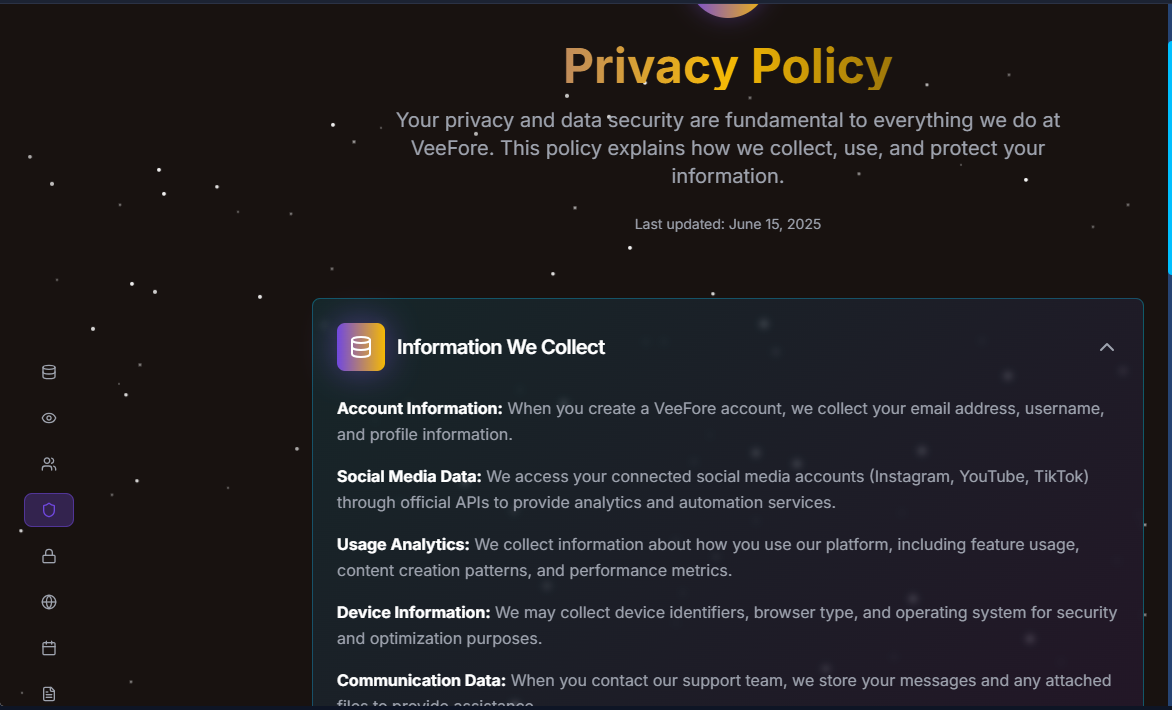 Privacy Policy
Your privacy and data security are fundamental to everything we do at
VeeFore. This policy explains how we collect, use, and protect your
information.
Last updated: June 15, 2025
Information We Collect
Account Information: When you create a VeeFore account, we collect your email address, username,
and profile information.
Social Media Data: We access your connected social media accounts (Instagram, YouTube, TikTok)
through official APIs to provide analytics and automation services.
Usage Analytics: We collect information about how you use our platform, including feature usage,
content creation patterns, and performance metrics.
Device Information: We may collect device identifiers, browser type, and operating system for security
and optimization purposes.
Communication Data: When you contact our support team, we store your messages and any attached
files to provide assistance.